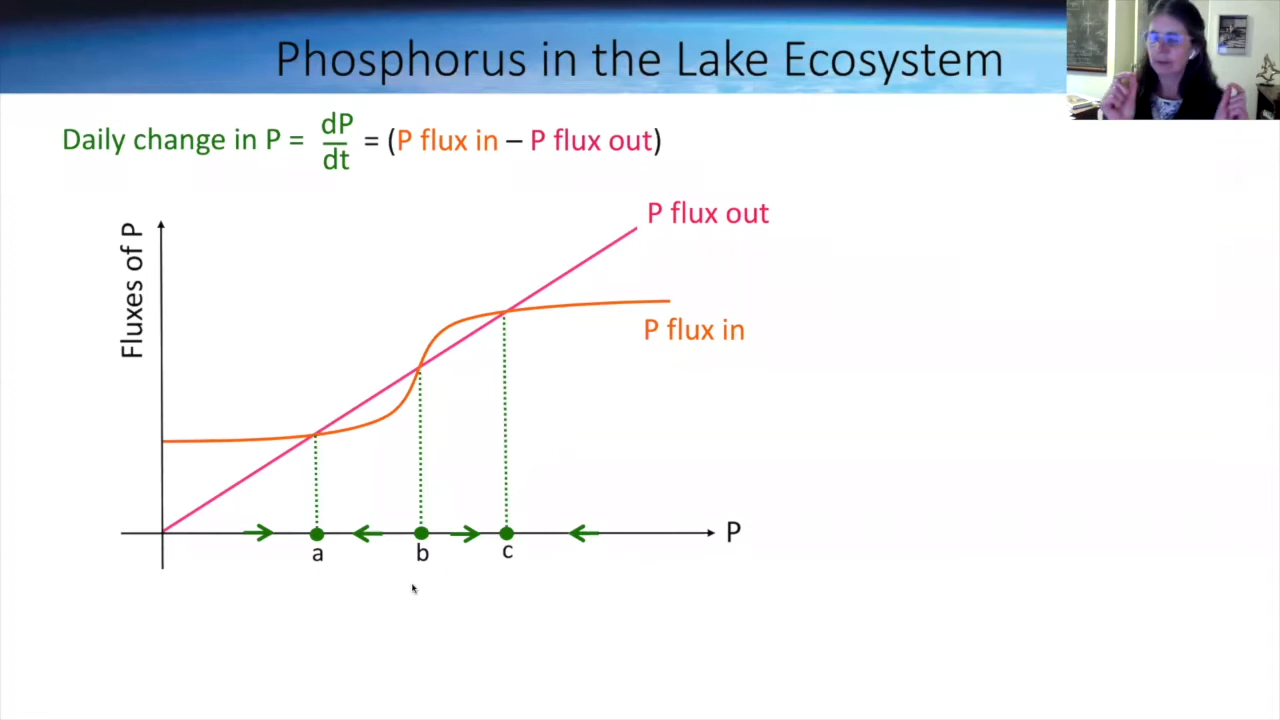 Phosphorus in the Lake Ecosystem
Daily change in P = dP/dt = (P flux in – P flux out)
P flux out
Fluxes of P
P flux in
P
a b c